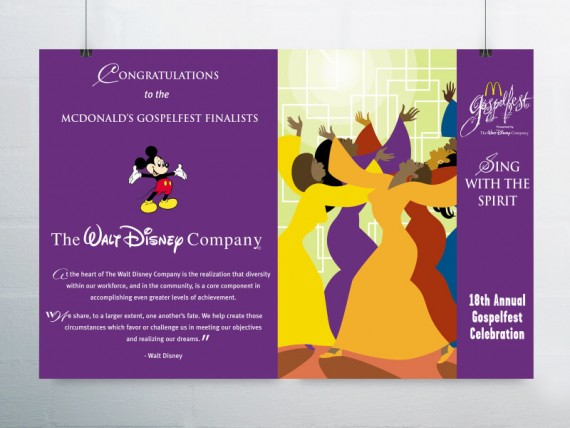 CONGRATULATIONS
to the
MCDONALD'S GOSPELFEST FINALISTS
The WALT DISNEY Company
At the heart of The Walt Disney Company is the realization that diversity
within our workforce, and in the community, is a core component in
accomplishing even greater levels of achievement.
"We share, to a larger extent, one another's fate. We help create those
circumstances which favor or challenge us in meeting our objectives
and realizing our dreams."
- Walt Disney
Gospelfest
Presented by
The WALT DISNEY Company
SING
WITH THE
SPIRIT
18th Annual
Gospelfest
Celebration